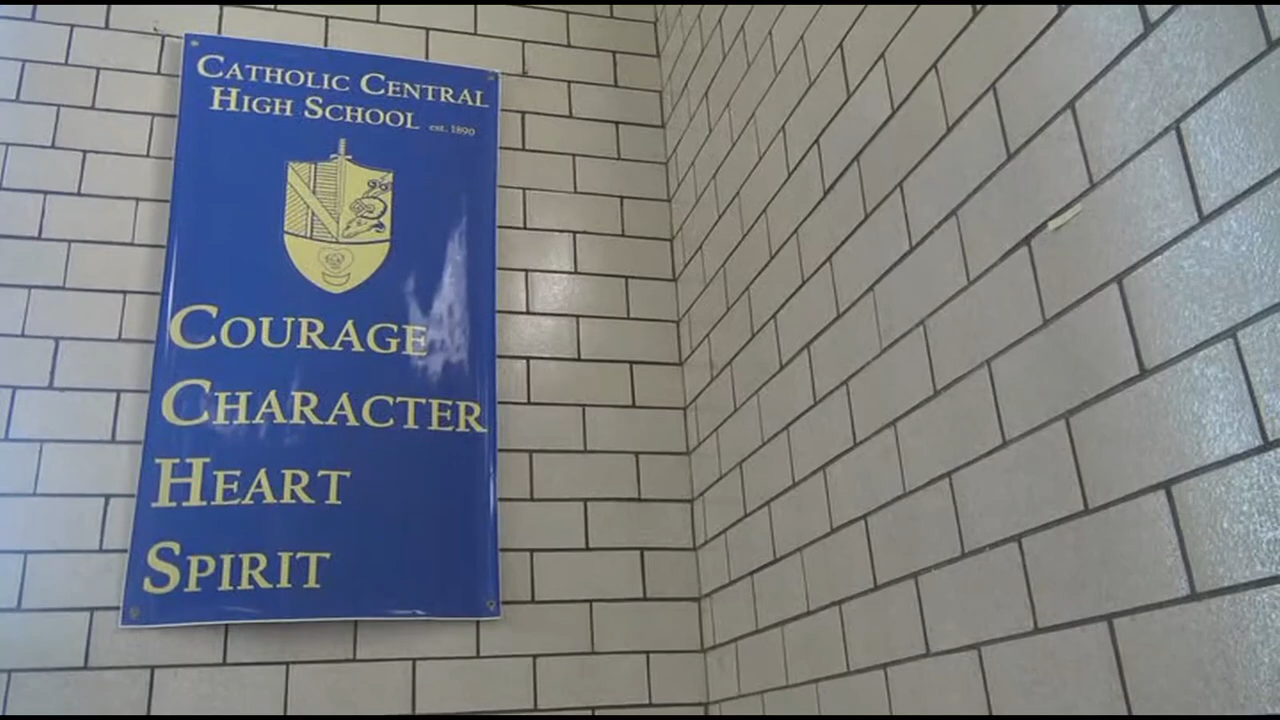 Catholic Central
High School est. 1890
Courage
Character
Heart
Spirit